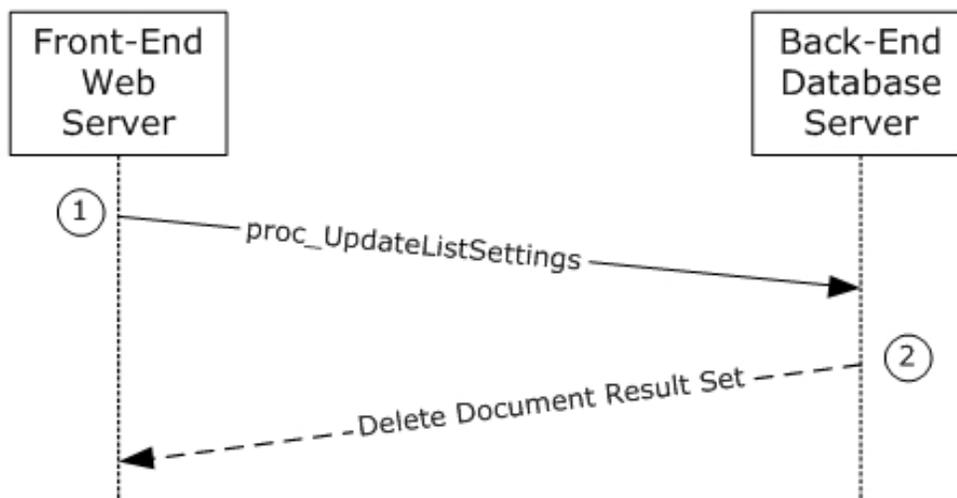 Front-End
Web
Server
Back-End
Database
Server
1
proc_UpdateListSettings
2
Delete Document Result Set